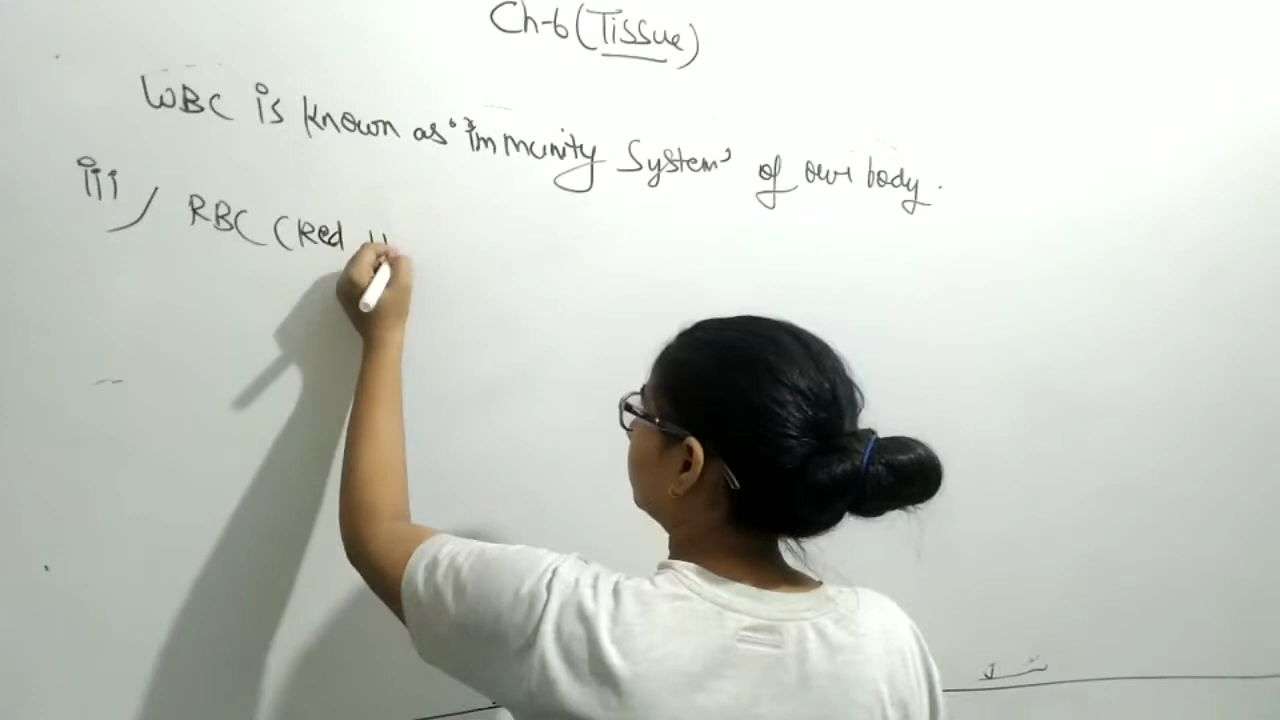 Ch-6 (Tissue)
WBC is known as 'immunity system' of our body.
iii) RBC (Red